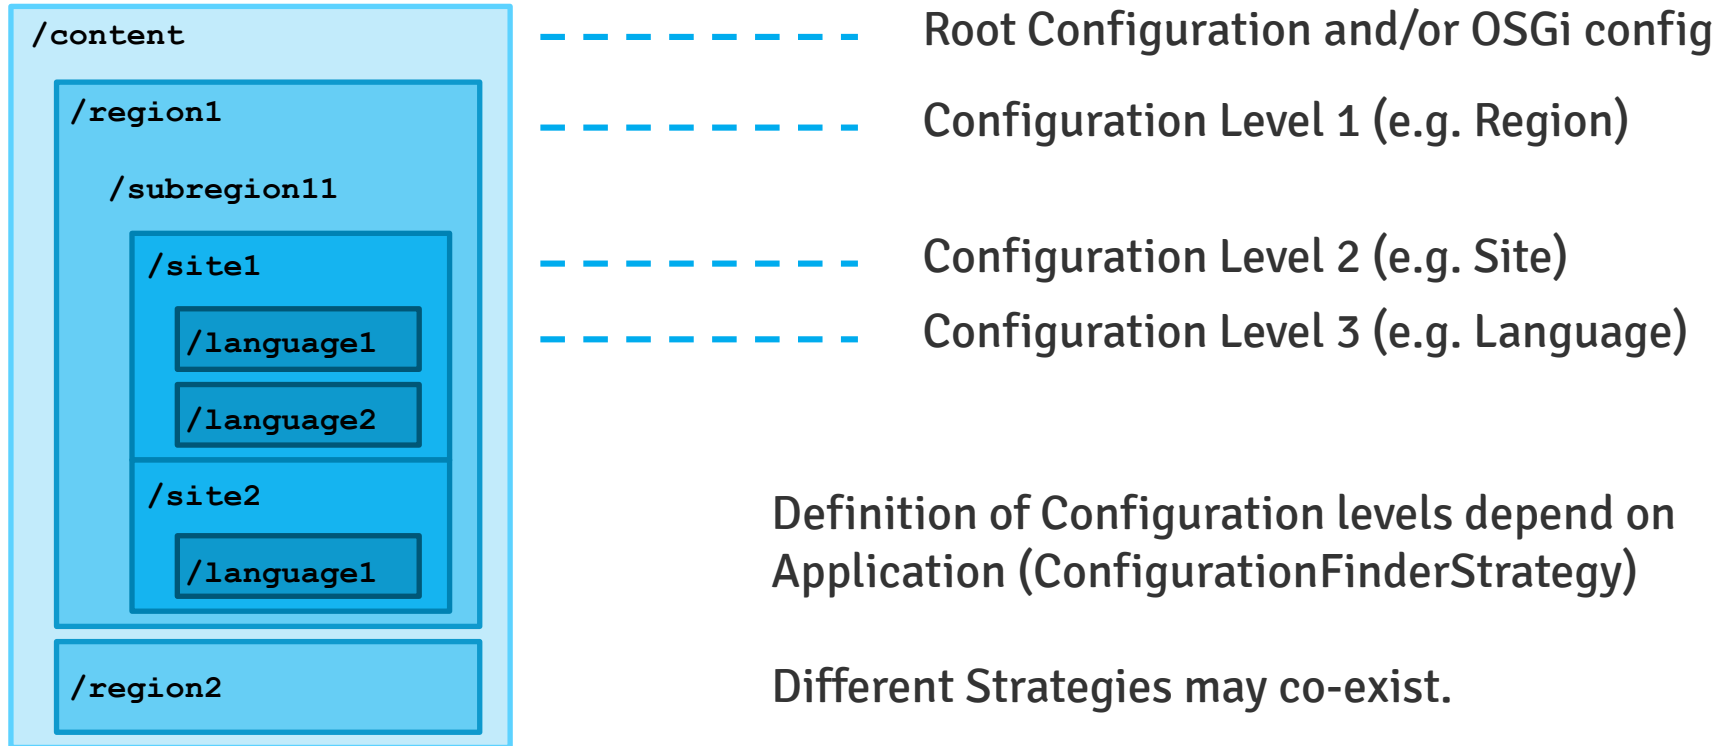 /content
Root Configuration and/or OSGi config
/region1
Configuration Level 1 (e.g. Region)
/subregion11
/site1
Configuration Level 2 (e.g. Site)
/language1
Configuration Level 3 (e.g. Language)
/language2
/site2
/language1
/region2
Definition of Configuration levels depend on
Application (ConfigurationFinderStrategy)
Different Strategies may co-exist.